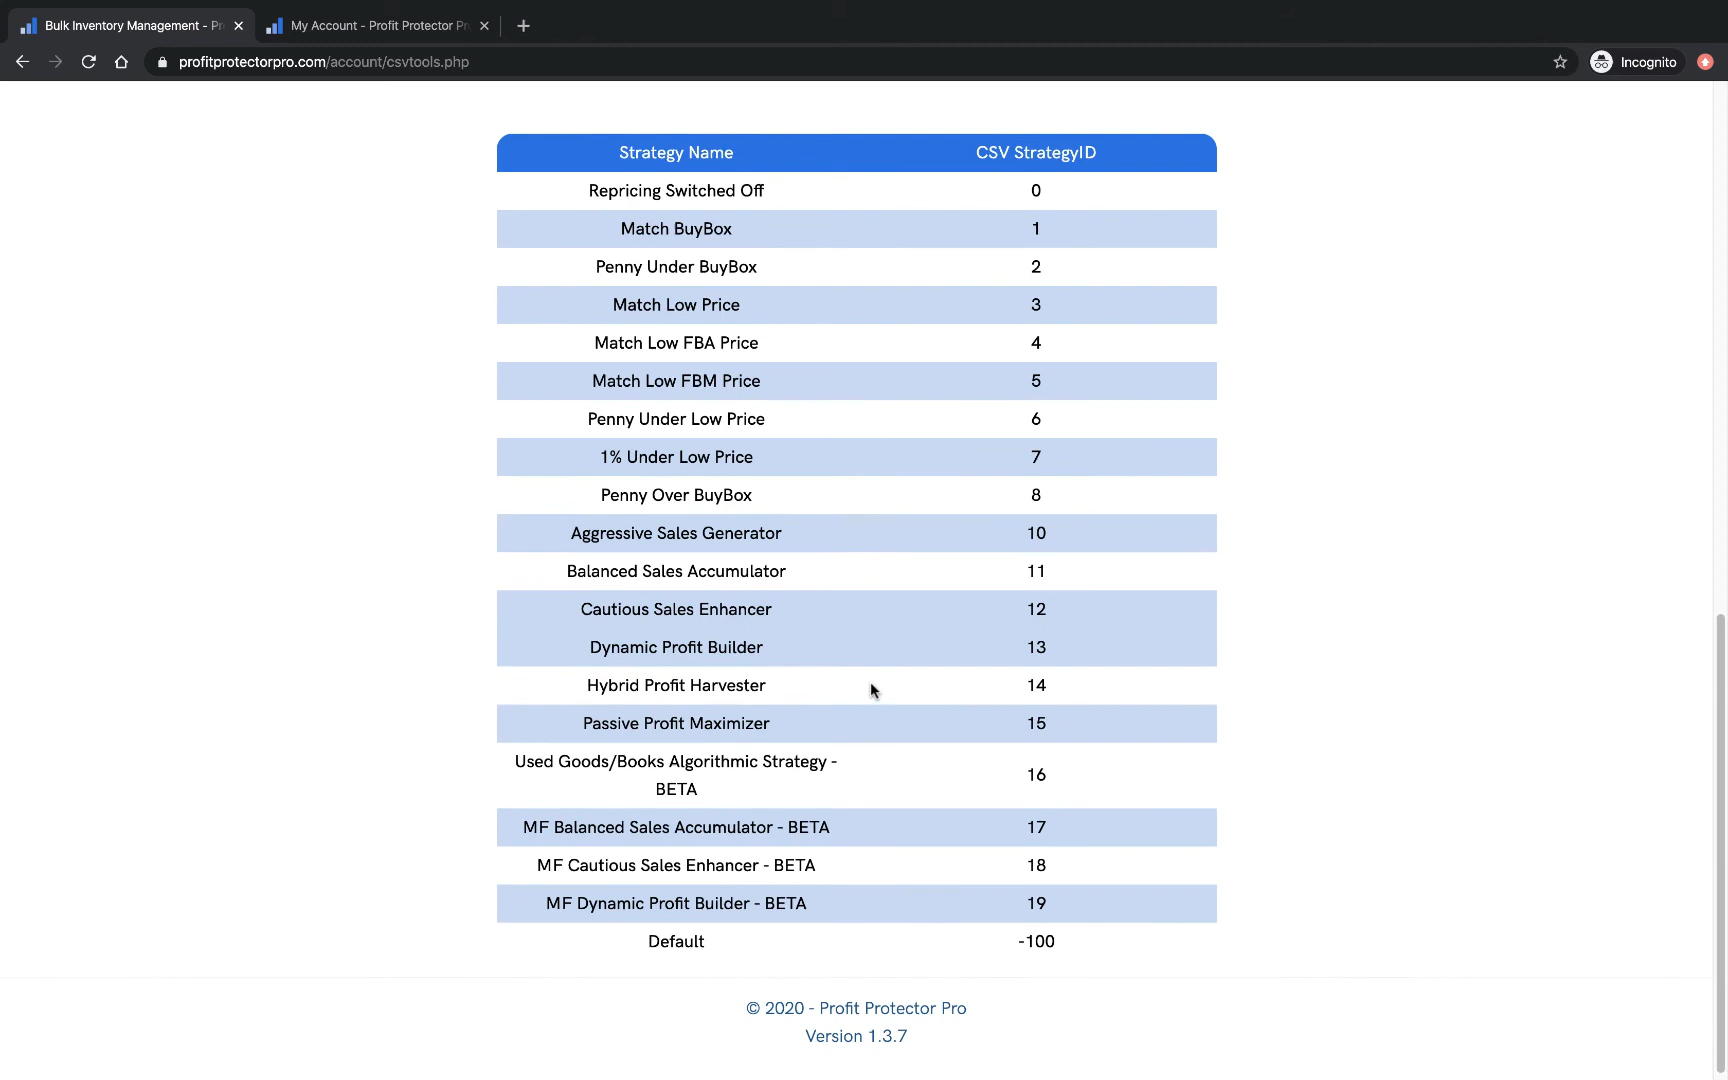 Bulk Inventory Management - Pr
My Account - Profit Protector Pr
profitprotectorpro.com/account/csvtools.php
Incognito
Strategy Name CSV StrategyID
Repricing Switched Off 0
Match BuyBox 1
Penny Under BuyBox 2
Match Low Price 3
Match Low FBA Price 4
Match Low FBM Price 5
Penny Under Low Price 6
1% Under Low Price 7
Penny Over BuyBox 8
Aggressive Sales Generator 10
Balanced Sales Accumulator 11
Cautious Sales Enhancer 12
Dynamic Profit Builder 13
Hybrid Profit Harvester 14
Passive Profit Maximizer 15
Used Goods/Books Algorithmic Strategy -
BETA 16
MF Balanced Sales Accumulator - BETA 17
MF Cautious Sales Enhancer - BETA 18
MF Dynamic Profit Builder - BETA 19
Default -100
© 2020 - Profit Protector Pro
Version 1.3.7